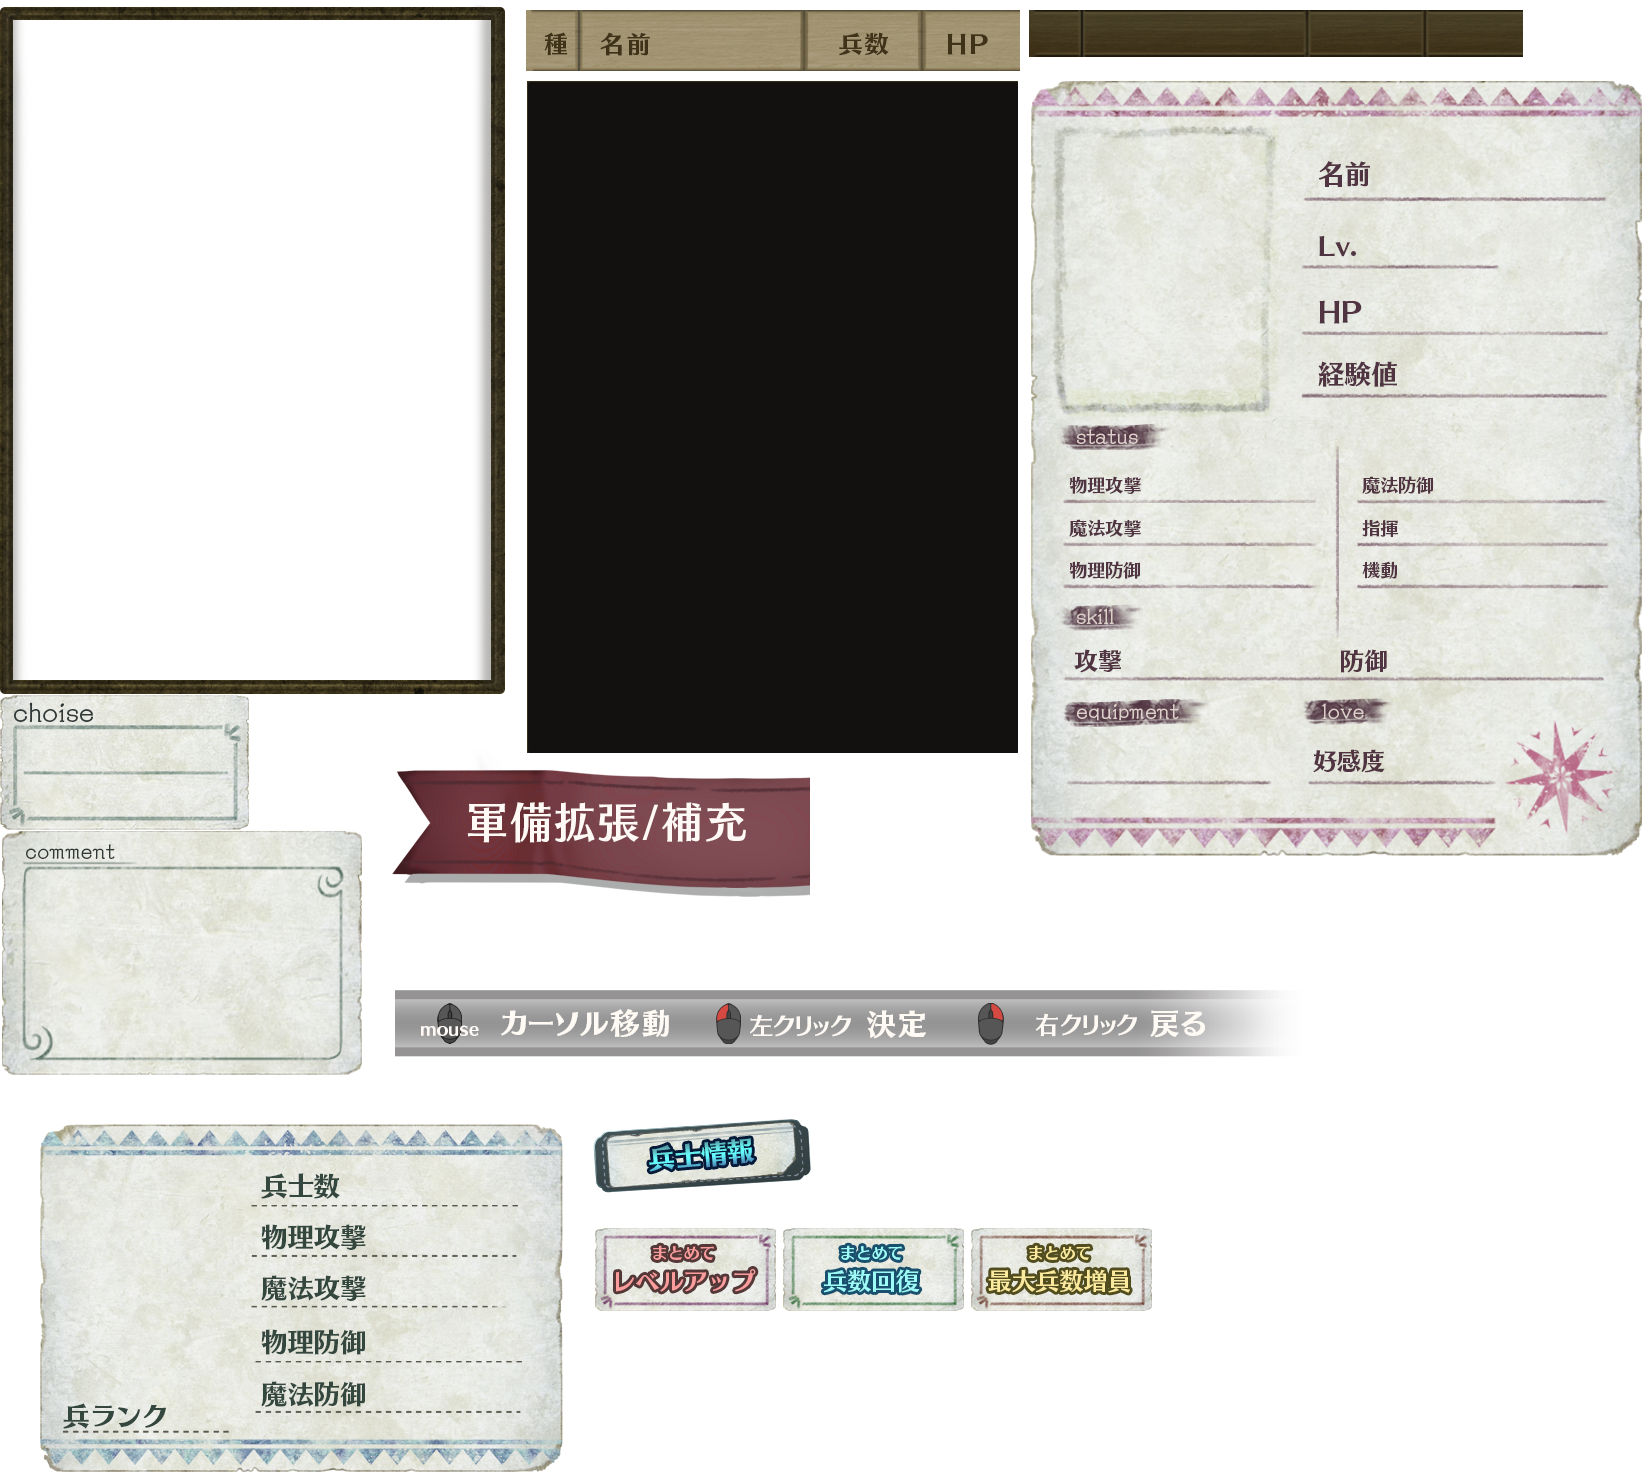 種 名前 兵数 HP
名前
Lv.
HP
経験値
status
物理攻撃 魔法防御
魔法攻撃 指揮
物理防御 機動
skill
攻撃 防御
equipment love
好感度
choise
comment
軍備拡張/補充
mouse カーソル移動 左クリック 決定 右クリック 戻る
兵士数
物理攻撃
魔法攻撃
物理防御
魔法防御
兵ランク
兵士情報
まとめて
レベルアップ
まとめて
兵数回復
まとめて
最大兵数増員